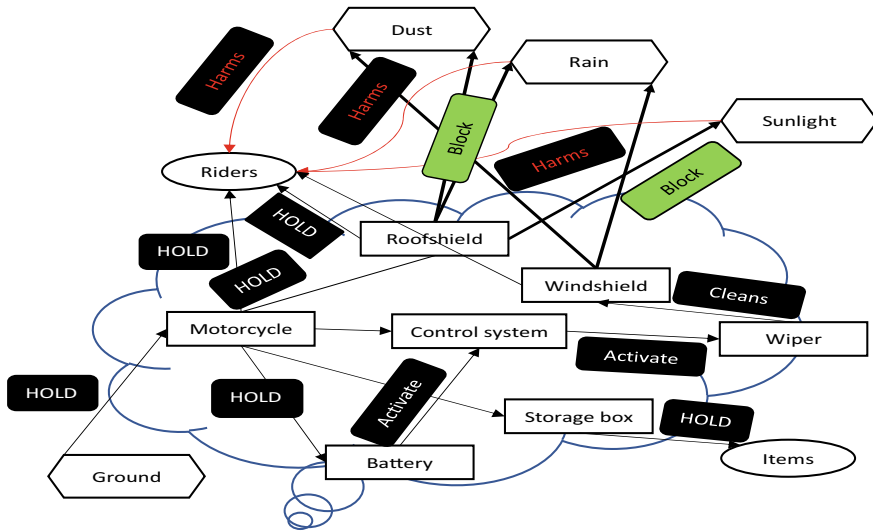 Dust
Rain
Harms
Harms
Block
Sunlight
Harms
Block
Riders
HOLD
Roofshield
HOLD
HOLD
Windshield
Cleans
Motorcycle
Control system
Wiper
Activate
HOLD
HOLD
Activate
Storage box
HOLD
Battery
Items
Ground